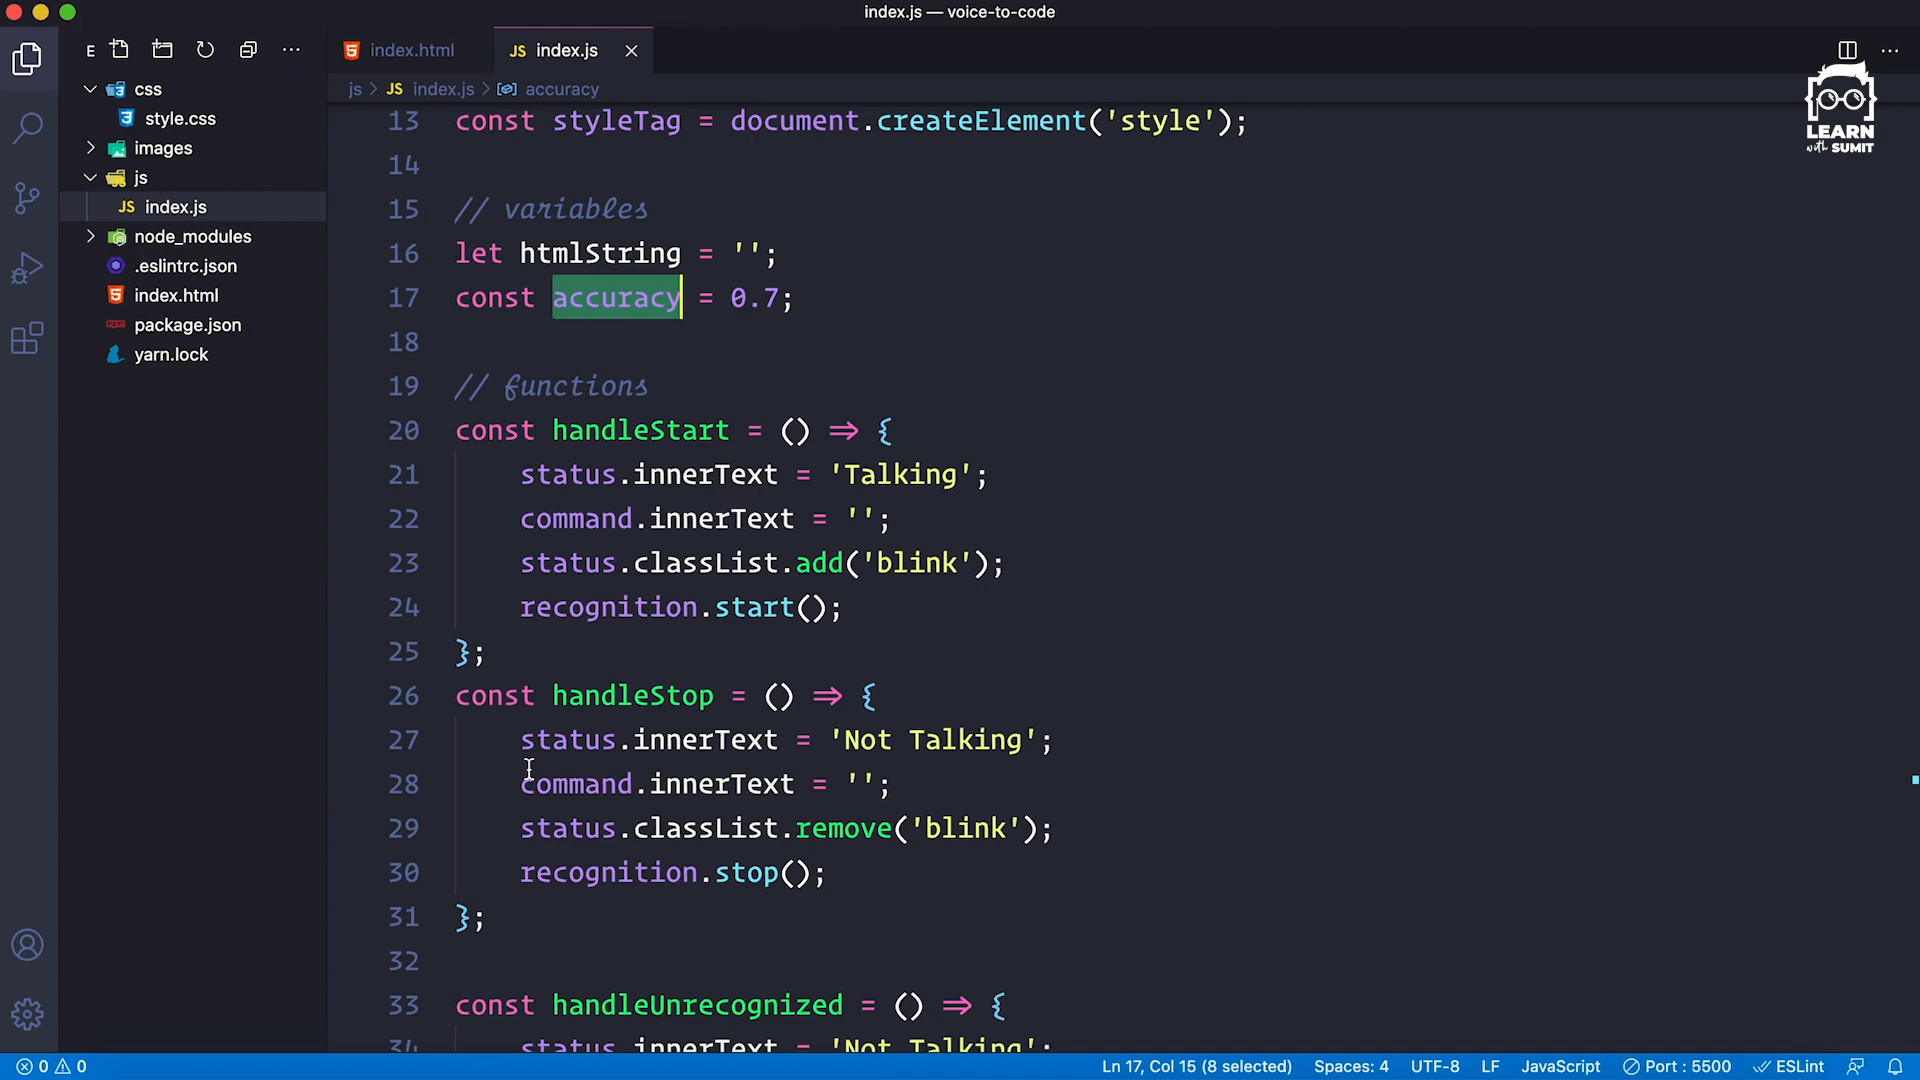 index.js — voice-to-code
E
index.html
JS index.js
LEARN
with SUMIT
css
style.css
images
js
JS index.js
node_modules
.eslintrc.json
index.html
package.json
yarn.lock
js > JS index.js > accuracy
13 const styleTag = document.createElement('style');
14
15 // variables
16 let htmlString = '';
17 const accuracy = 0.7;
18
19 // functions
20 const handleStart = () => {
21 status.innerText = 'Talking';
22 command.innerText = '';
23 status.classList.add('blink');
24 recognition.start();
25 };
26 const handleStop = () => {
27 status.innerText = 'Not Talking';
28 command.innerText = '';
29 status.classList.remove('blink');
30 recognition.stop();
31 };
32
33 const handleUnrecognized = () => {
34 status.innerText = 'Not Talking';
0 0 Ln 17, Col 15 (8 selected) Spaces: 4 UTF-8 LF JavaScript Port : 5500 ESLint